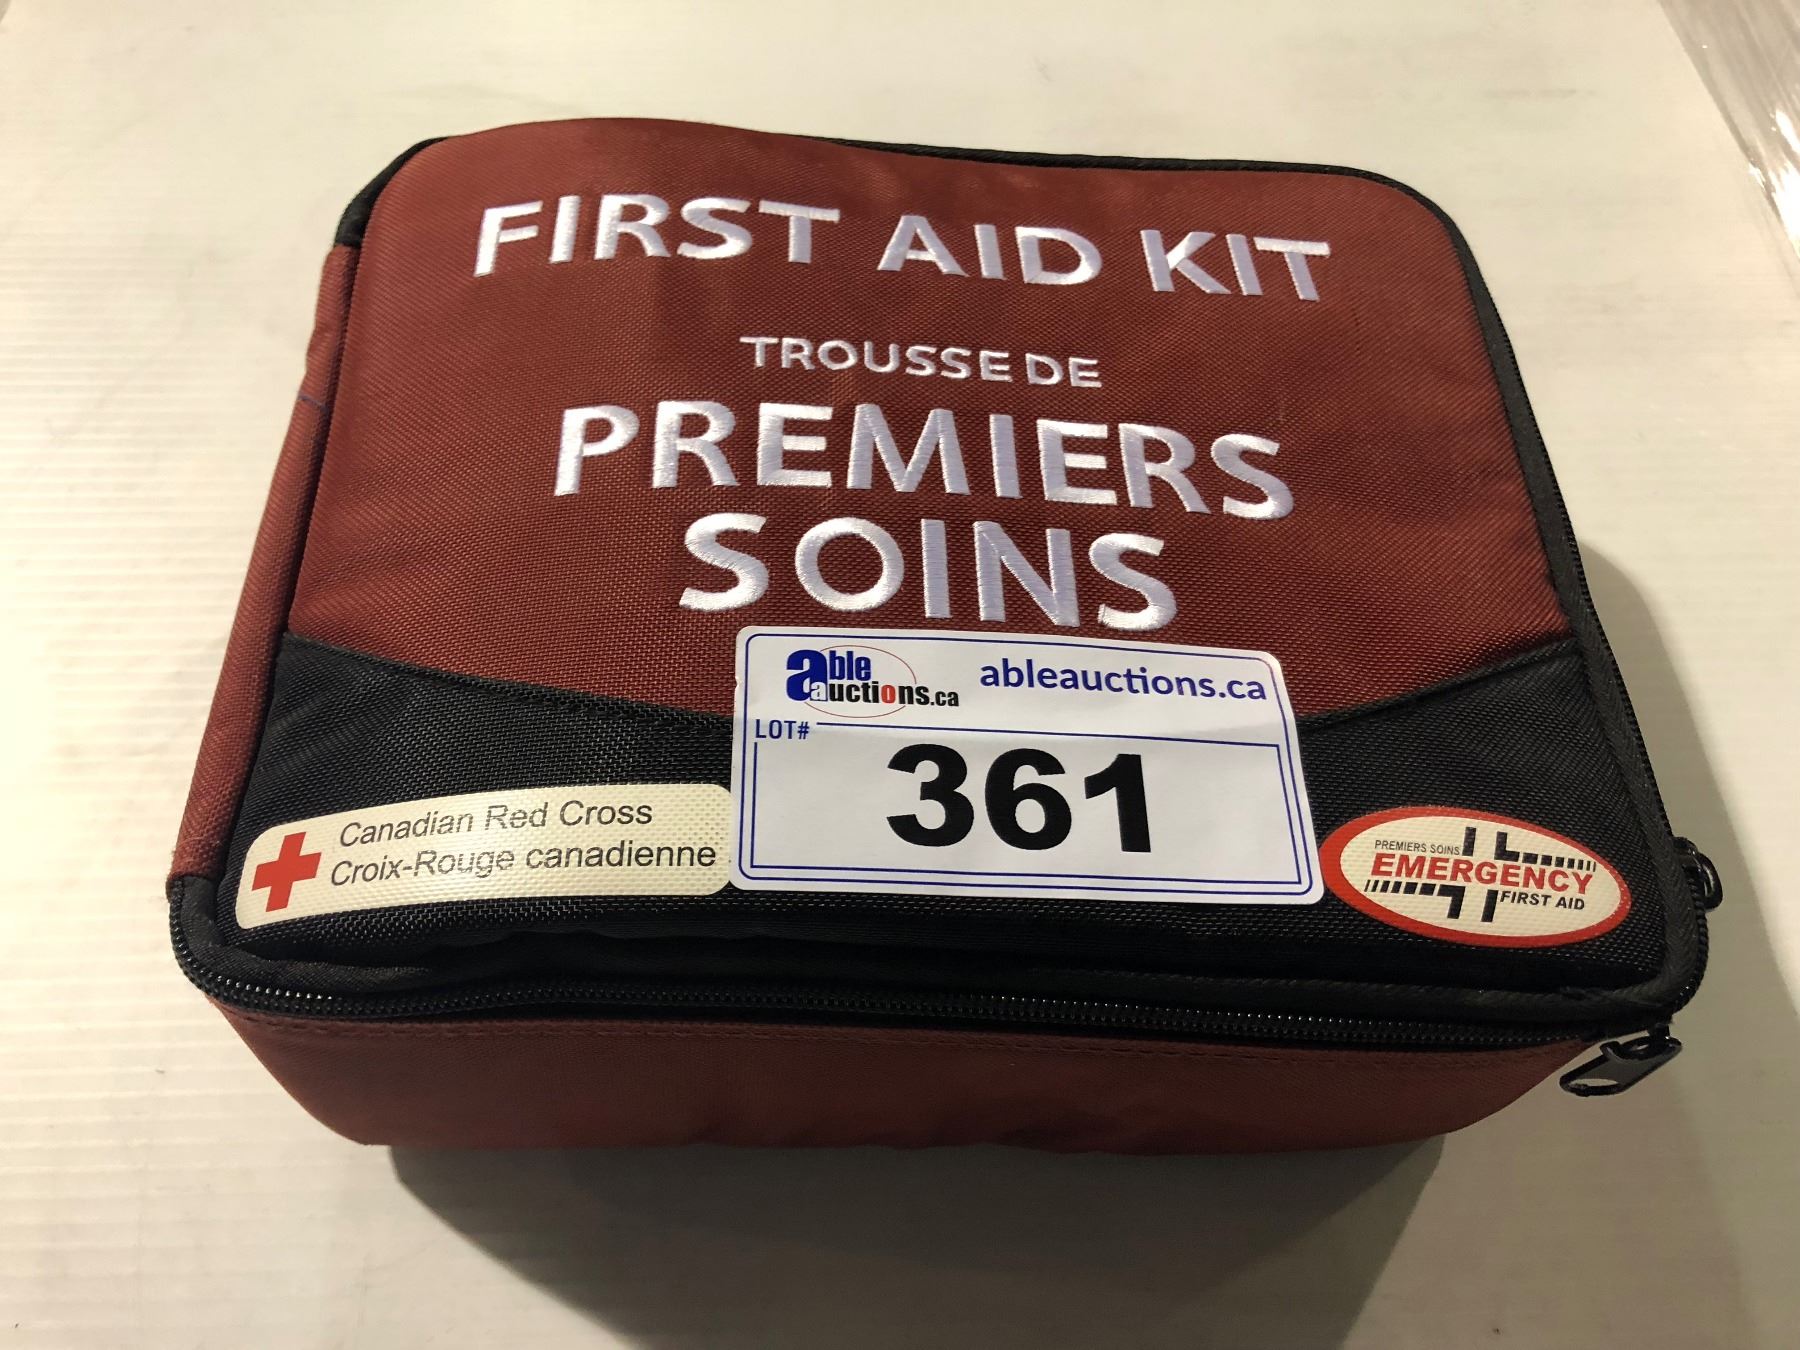 FIRST AID KIT
TROUSSE DE
PREMIERS
SOINS
able
auctions.ca
ableauctions.ca
LOT#
361
Canadian Red Cross
Croix-Rouge canadienne
PREMIERS SOINS
EMERGENCY
FIRST AID